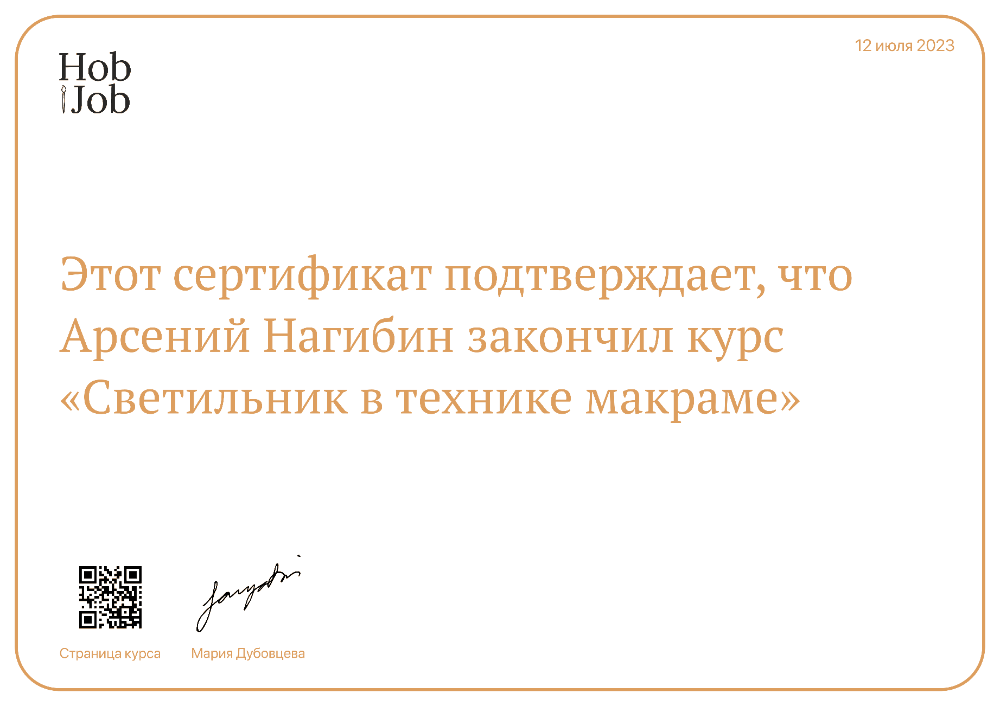 Hob
Job
12 июля 2023
Этот сертификат подтверждает, что
Арсений Нагибин закончил курс
«Светильник в технике макраме»
Страница курса
Мария Дубовцева